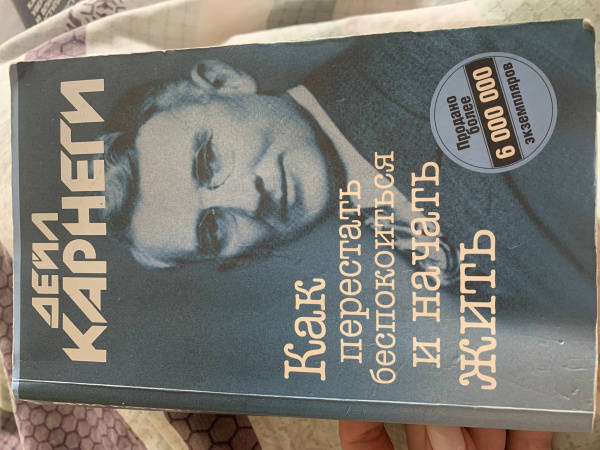 ДЕЙЛ
КАРНЕГИ
Продано
более
6 000 000
экземпляров
Как
перестать
беспокоиться
и начать
жить